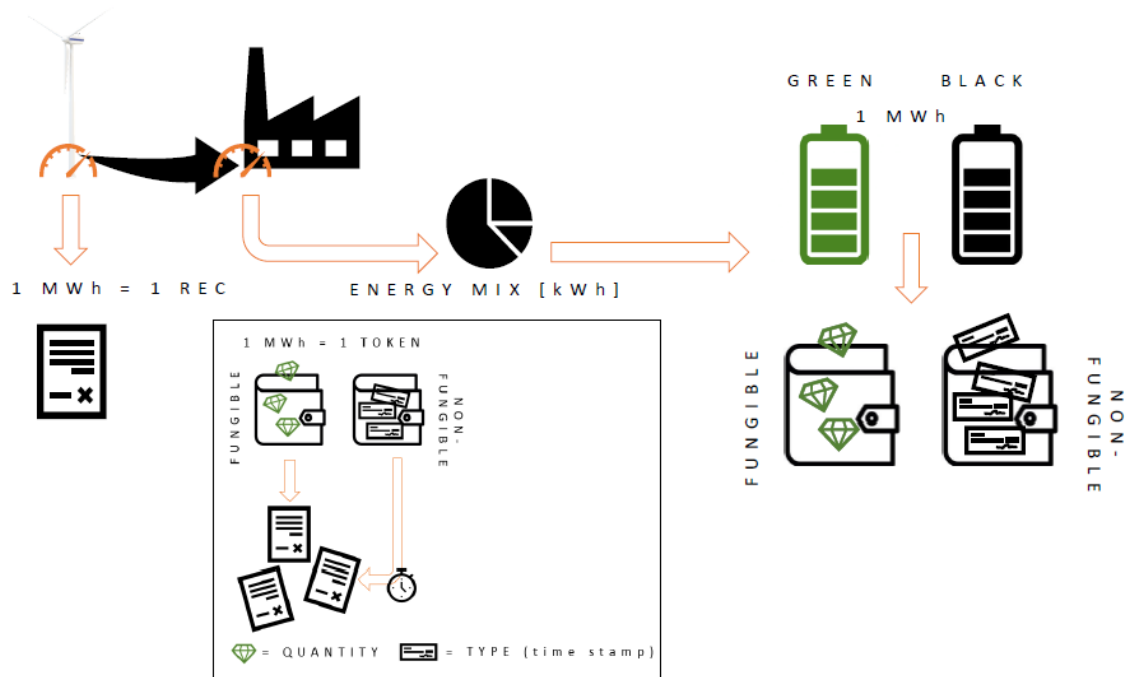 GREEN
BLACK
1 MWh
1 MWh = 1 REC
ENERGY MIX [kWh]
1 MWh = 1 TOKEN
FUNGIBLE
NON-
FUNGIBLE
FUNGIBLE
NON-
FUNGIBLE
= QUANTITY
= TYPE (time stamp)